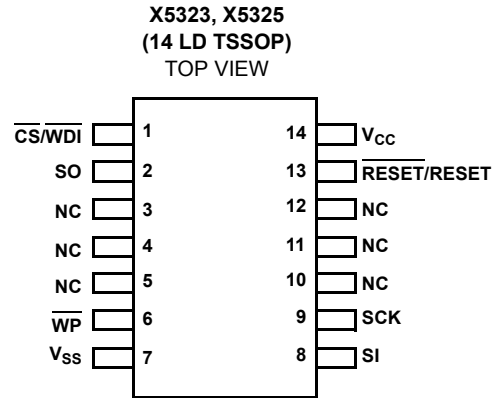 X5323, X5325
(14 LD TSSOP)
TOP VIEW
CS/WDI 1 14 VCC
SO 2 13 RESET/RESET
NC 3 12 NC
NC 4 11 NC
NC 5 10 NC
WP 6 9 SCK
VSS 7 8 SI